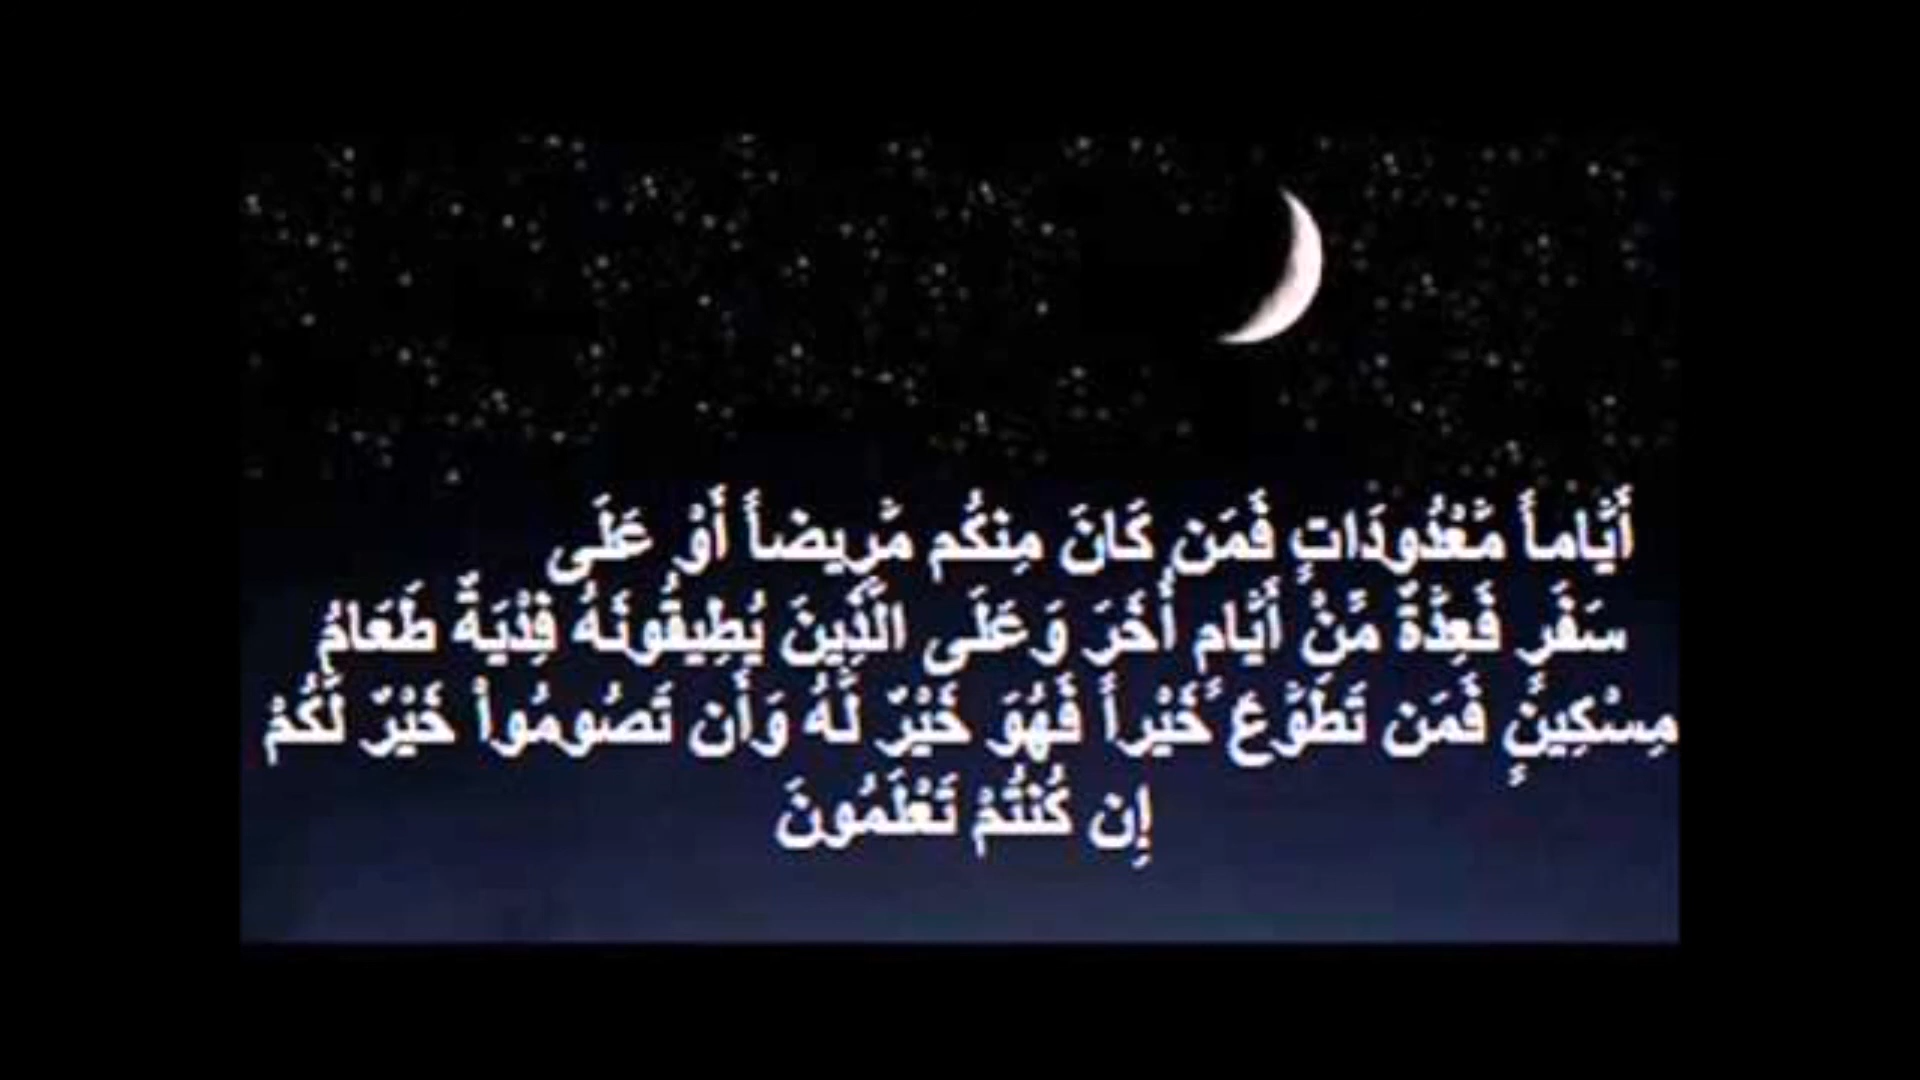 أَيَّاماً مَّعْدُودَاتٍ فَمَن كَانَ مِنكُم مَّرِيضاً أَوْ عَلَى
سَفَرٍ فَعِدَّةٌ مِّنْ أَيَّامٍ أُخَرَ وَعَلَى الَّذِينَ يُطِيقُونَهُ فِدْيَةٌ طَعَامُ
مِسْكِينٍ فَمَن تَطَوَّعَ خَيْراً فَهُوَ خَيْرٌ لَّهُ وَأَن تَصُومُواْ خَيْرٌ لَّكُمْ
إِن كُنتُمْ تَعْلَمُونَ